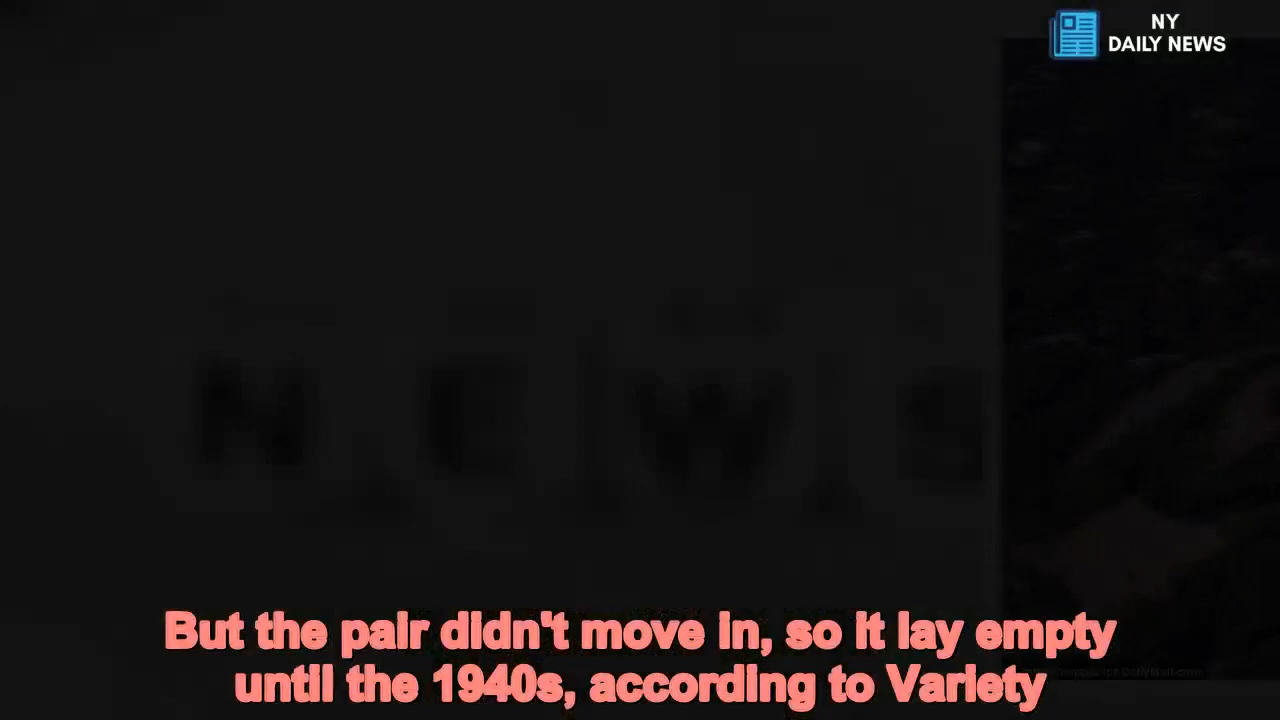 NY
DAILY NEWS
N E W S
But the pair didn't move in, so it lay empty
until the 1940s, according to Variety